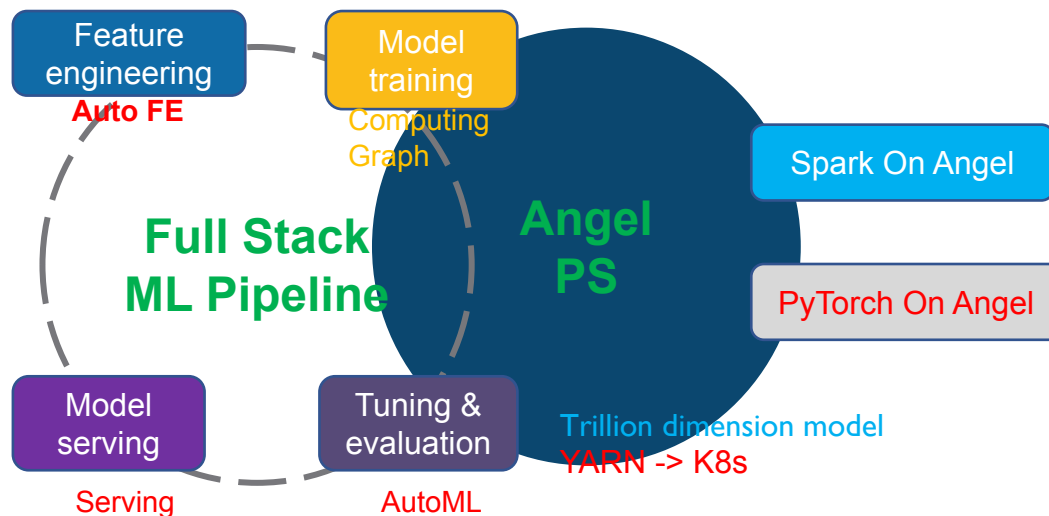 Feature
engineering
Auto FE
Model
training
Computing
Graph
Spark On Angel
Full Stack
ML Pipeline
Angel
PS
PyTorch On Angel
Model
serving
Serving
Tuning &
evaluation
AutoML
Trillion dimension model
YARN -> K8s